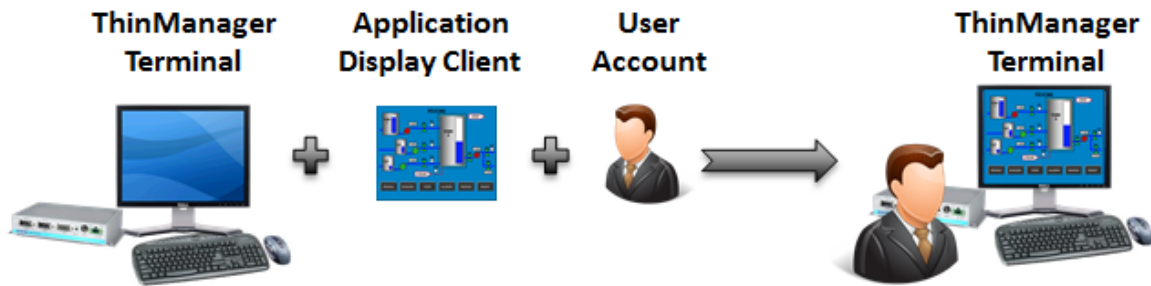 ThinManager
Terminal
Application
Display Client
User
Account
ThinManager
Terminal